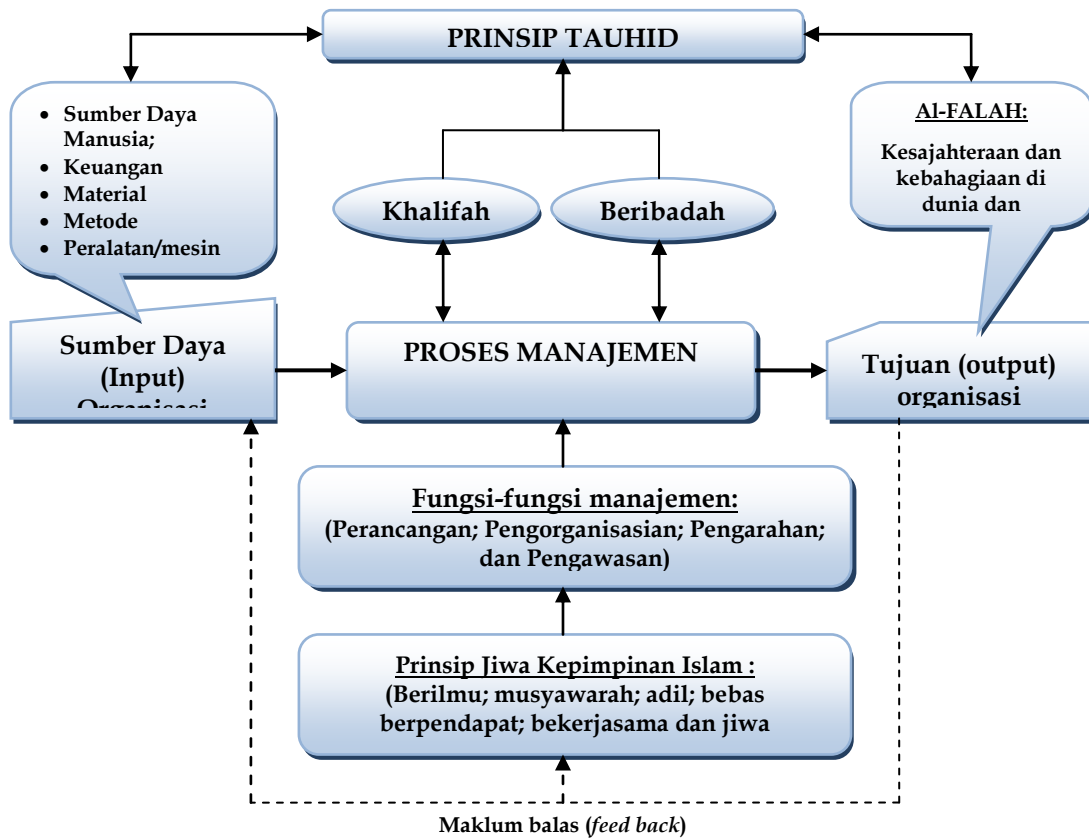 PRINSIP TAUHID
• Sumber Daya
Manusia;
• Keuangan
• Material
• Metode
• Peralatan/mesin
Khalifah
Beribadah
Al-FALAH:
Kesajahteraan dan
kebahagiaan di
dunia dan
Sumber Daya
(Input)
Organisasi
PROSES MANAJEMEN
Tujuan (output)
organisasi
Fungsi-fungsi manajemen:
(Perancangan; Pengorganisasian; Pengarahan;
dan Pengawasan)
Prinsip Jiwa Kepimpinan Islam :
(Berilmu; musyawarah; adil; bebas
berpendapat; bekerjasama dan jiwa
Maklum balas (feed back)